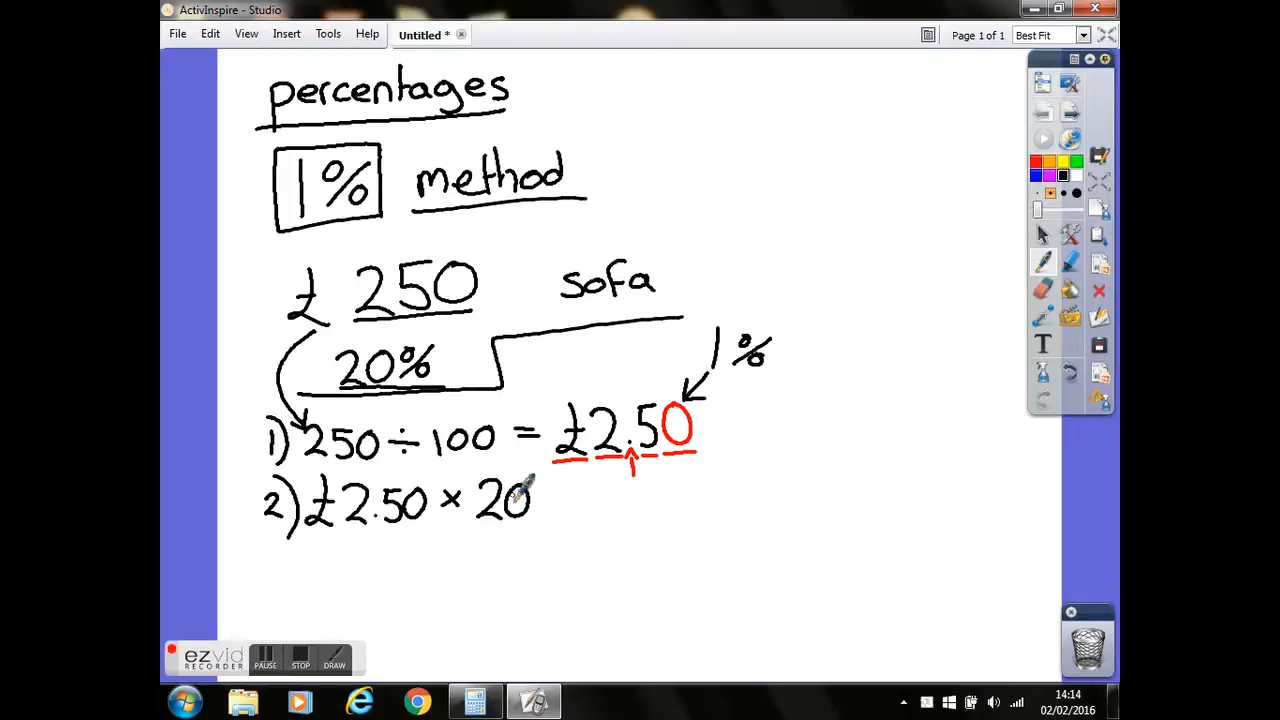 ActivInspire - Studio
File Edit View Insert Tools Help Untitled * Page 1 of 1 Best Fit
percentages
1% method
£250 sofa
20%
1%
1) 250 ÷ 100 = £2.50
2) £2.50 × 20
T
ezvid
RECORDER
PAUSE STOP DRAW
14:14
02/02/2016